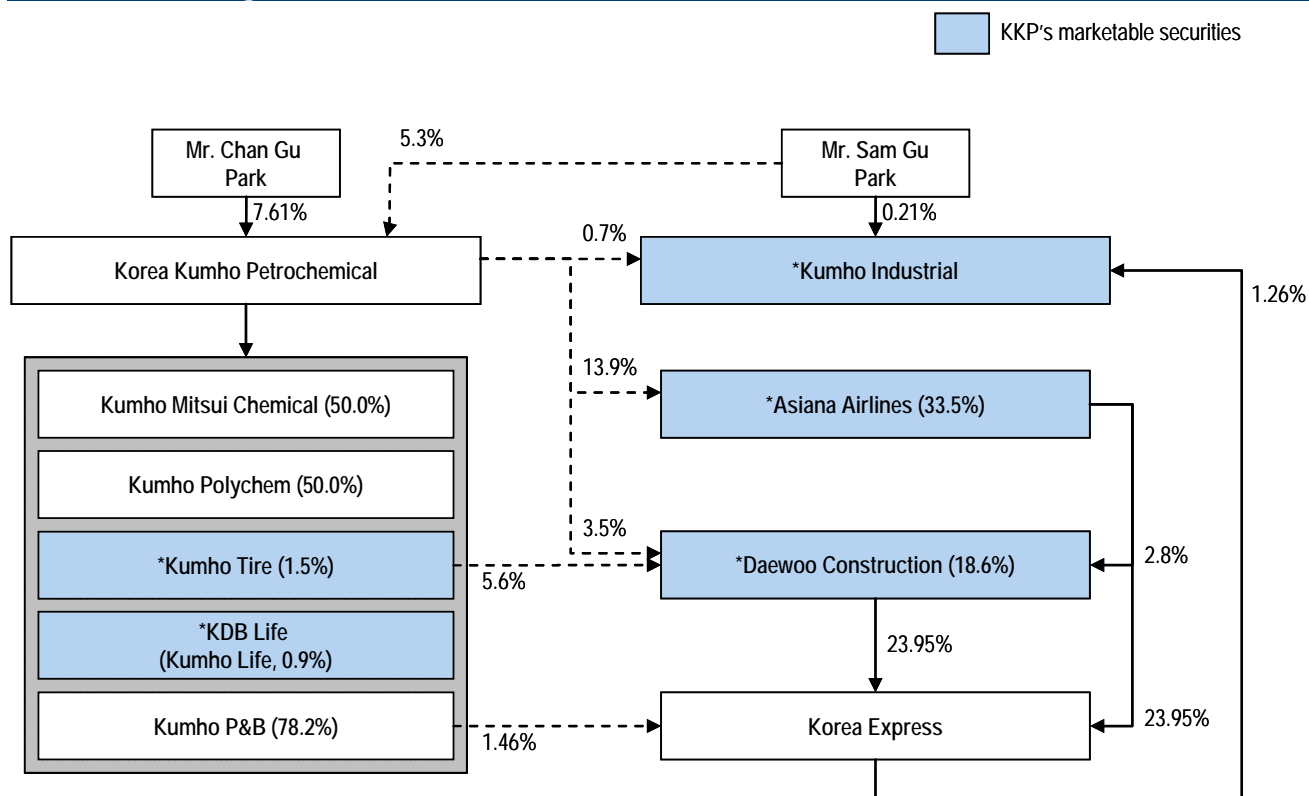 KKP's marketable securities
Mr. Chan Gu
Park
5.3%
Mr. Sam Gu
Park
7.61%
0.21%
Korea Kumho Petrochemical
0.7%
*Kumho Industrial
1.26%
Kumho Mitsui Chemical (50.0%)
13.9%
*Asiana Airlines (33.5%)
Kumho Polychem (50.0%)
3.5%
*Kumho Tire (1.5%)
5.6%
*Daewoo Construction (18.6%)
2.8%
*KDB Life
(Kumho Life, 0.9%)
23.95%
Kumho P&B (78.2%)
1.46%
Korea Express
23.95%